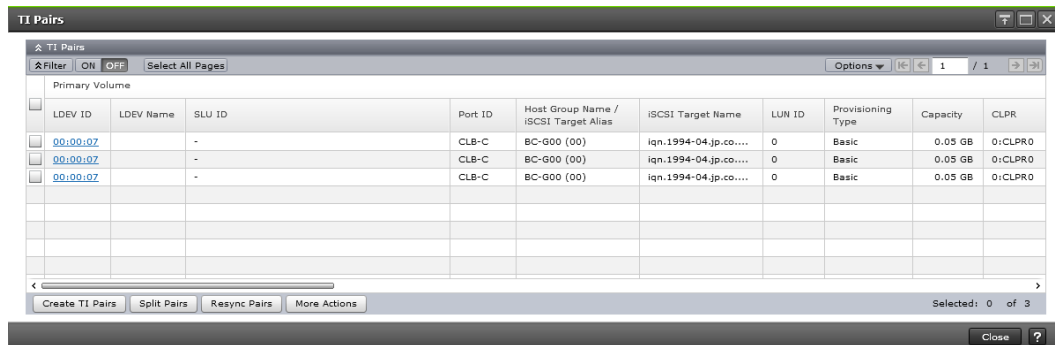 TI Pairs
TI Pairs
Filter ON OFF Select All Pages Options 1 / 1
Primary Volume
LDEV ID LDEV Name SLU ID Port ID Host Group Name / iSCSI Target Alias iSCSI Target Name LUN ID Provisioning Type Capacity CLPR
00:00:07 - CLB-C BC-G00 (00) iqn.1994-04.jp.co.... 0 Basic 0.05 GB 0:CLPR0
00:00:07 - CLB-C BC-G00 (00) iqn.1994-04.jp.co.... 0 Basic 0.05 GB 0:CLPR0
00:00:07 - CLB-C BC-G00 (00) iqn.1994-04.jp.co.... 0 Basic 0.05 GB 0:CLPR0
Create TI Pairs Split Pairs Resync Pairs More Actions Selected: 0 of 3
Close ?